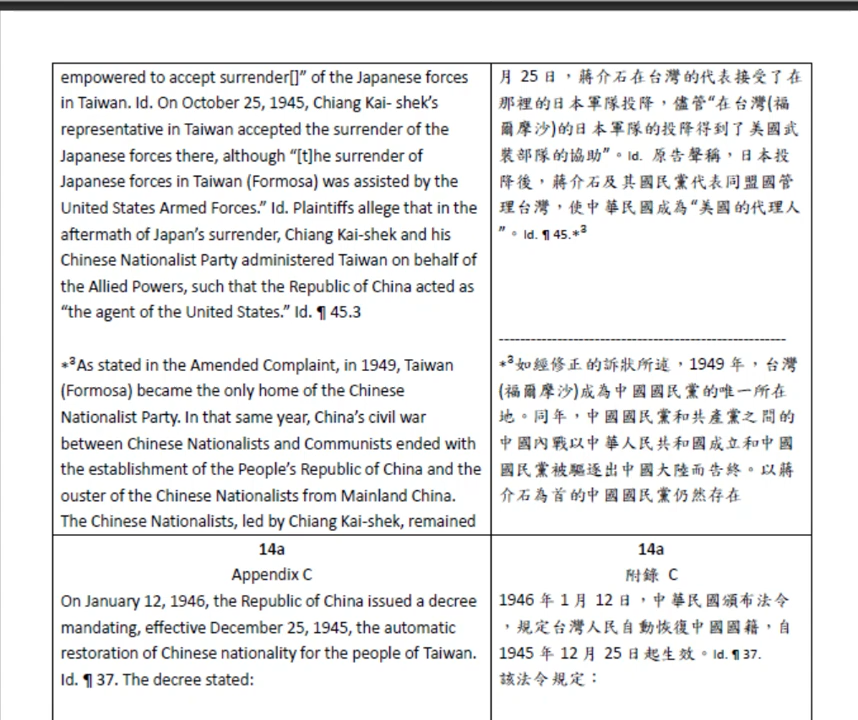 empowered to accept surrender[]” of the Japanese forces
in Taiwan. Id. On October 25, 1945, Chiang Kai- shek’s
representative in Taiwan accepted the surrender of the
Japanese forces there, although “[t]he surrender of
Japanese forces in Taiwan (Formosa) was assisted by the
United States Armed Forces.” Id. Plaintiffs allege that in the
aftermath of Japan’s surrender, Chiang Kai-shek and his
Chinese Nationalist Party administered Taiwan on behalf of
the Allied Powers, such that the Republic of China acted as
“the agent of the United States.” Id. ¶ 45.3
*³As stated in the Amended Complaint, in 1949, Taiwan
(Formosa) became the only home of the Chinese
Nationalist Party. In that same year, China’s civil war
between Chinese Nationalists and Communists ended with
the establishment of the People’s Republic of China and the
ouster of the Chinese Nationalists from Mainland China.
The Chinese Nationalists, led by Chiang Kai-shek, remained
月 25 日，蔣介石在台灣的代表接受了在
那裡的日本軍隊投降，儘管“在台灣(福
爾摩沙)的日本軍隊的投降得到了美國武
裝部隊的協助”。Id. 原告聲稱，日本投
降後，蔣介石及其國民黨代表同盟國管
理台灣，使中華民國成為“美國的代理人
”。Id. ¶ 45.*³
*³如經修正的訴狀所述，1949 年，台灣
(福爾摩沙)成為中國國民黨的唯一所在
地。同年，中國國民黨和共產黨之間的
中國內戰以中華人民共和國成立和中國
國民黨被驅逐出中國大陸而告終。以蔣
介石為首的中國國民黨仍然存在
14a
Appendix C
On January 12, 1946, the Republic of China issued a decree
mandating, effective December 25, 1945, the automatic
restoration of Chinese nationality for the people of Taiwan.
Id. ¶ 37. The decree stated:
14a
附錄 C
1946 年 1 月 12 日，中華民國頒布法令
，規定台灣人民自動恢復中國國籍，自
1945 年 12 月 25 日起生效。Id. ¶ 37.
該法令規定：